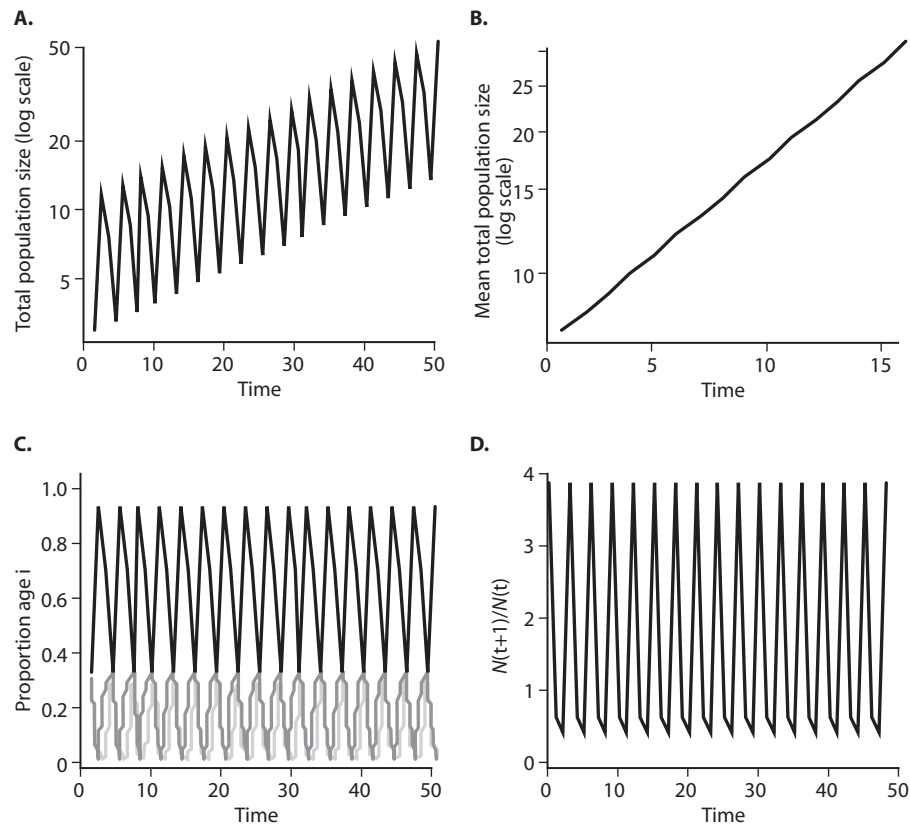 A.
Total population size (log scale)
50
20
10
5
0 10 20 30 40 50
Time
B.
Mean total population size
(log scale)
25
20
15
10
0 5 10 15
Time
C.
Proportion age i
1.0
0.8
0.6
0.4
0.2
0
0 10 20 30 40 50
Time
D.
N(t+1)/N(t)
4
3
2
1
0
0 10 20 30 40 50
Time